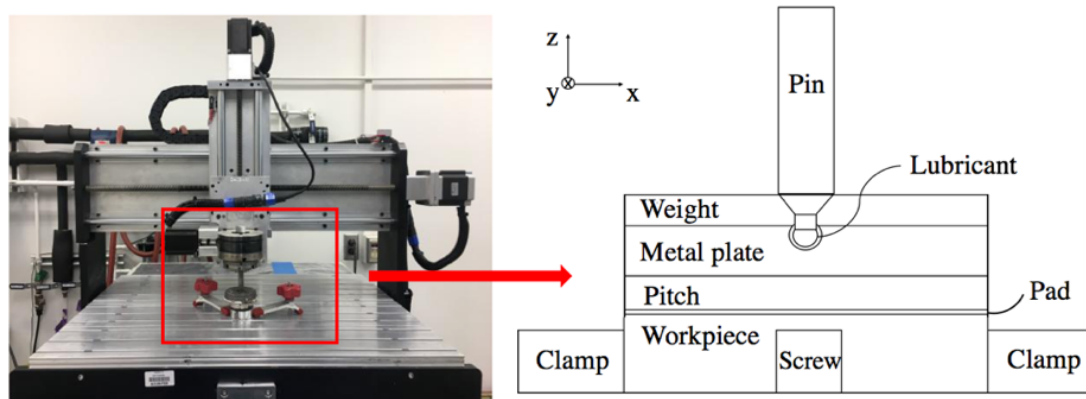 z
y
x
Pin
Lubricant
Weight
Metal plate
Pitch
Pad
Workpiece
Clamp
Screw
Clamp